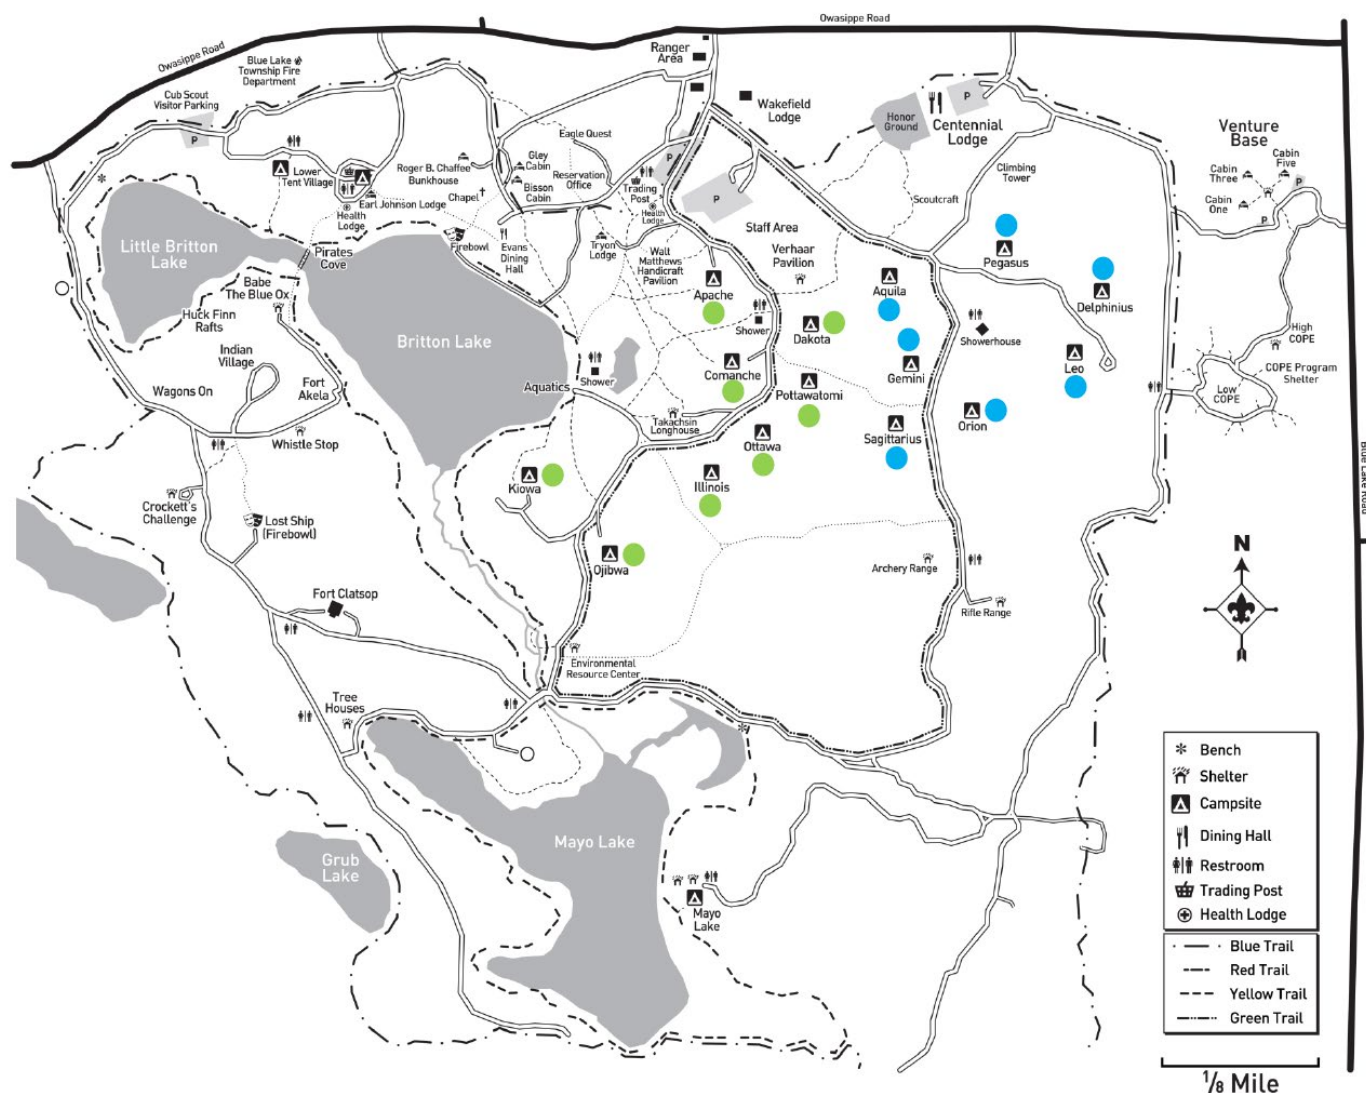 Owasippe Road
Owasippe Road
Blue Lake
Township Fire
Department
Cub Scout
Visitor Parking
P
Ranger
Area
Wakefield
Lodge
Honor
Ground
P
Centennial
Lodge
Venture
Base
Cabin
Five
Cabin
Three
Cabin
One
P
P
Climbing
Tower
Scoutcraft
Eagle Quest
Gley
Cabin
Reservation
Office
Roger B. Chaffee
Bunkhouse
Bisson
Cabin
Chapel
Lower
Tent Village
Earl Johnson Lodge
Health
Lodge
P
Trading
Post
Health
Lodge
P
Staff Area
Verhaar
Pavilion
Little Britton
Lake
Pirates
Cove
Firebowl
Evans
Dining
Hall
Tryon
Lodge
Walt
Matthews
Handicraft
Pavilion
Babe
The Blue Ox
Huck Finn
Rafts
Indian
Village
Wagons On
Fort
Akela
Whistle Stop
Britton Lake
Aquatics
Shower
Apache
Shower
Dakota
Aquila
Gemini
Pegasus
Delphinius
Showerhouse
Leo
Orion
Sagittarius
Comanche
Pottawatomi
Takachsin
Longhouse
Ottawa
Illinois
Kiowa
Ojibwa
High
COPE
COPE Program
Shelter
Low
COPE
Blue Lake Road
Crockett's
Challenge
Lost Ship
(Firebowl)
Fort Clatsop
Archery Range
Rifle Range
Environmental
Resource Center
Tree
Houses
Grub
Lake
Mayo Lake
Mayo
Lake
N
Bench
Shelter
Campsite
Dining Hall
Restroom
Trading Post
Health Lodge
Blue Trail
Red Trail
Yellow Trail
Green Trail
1/8 Mile